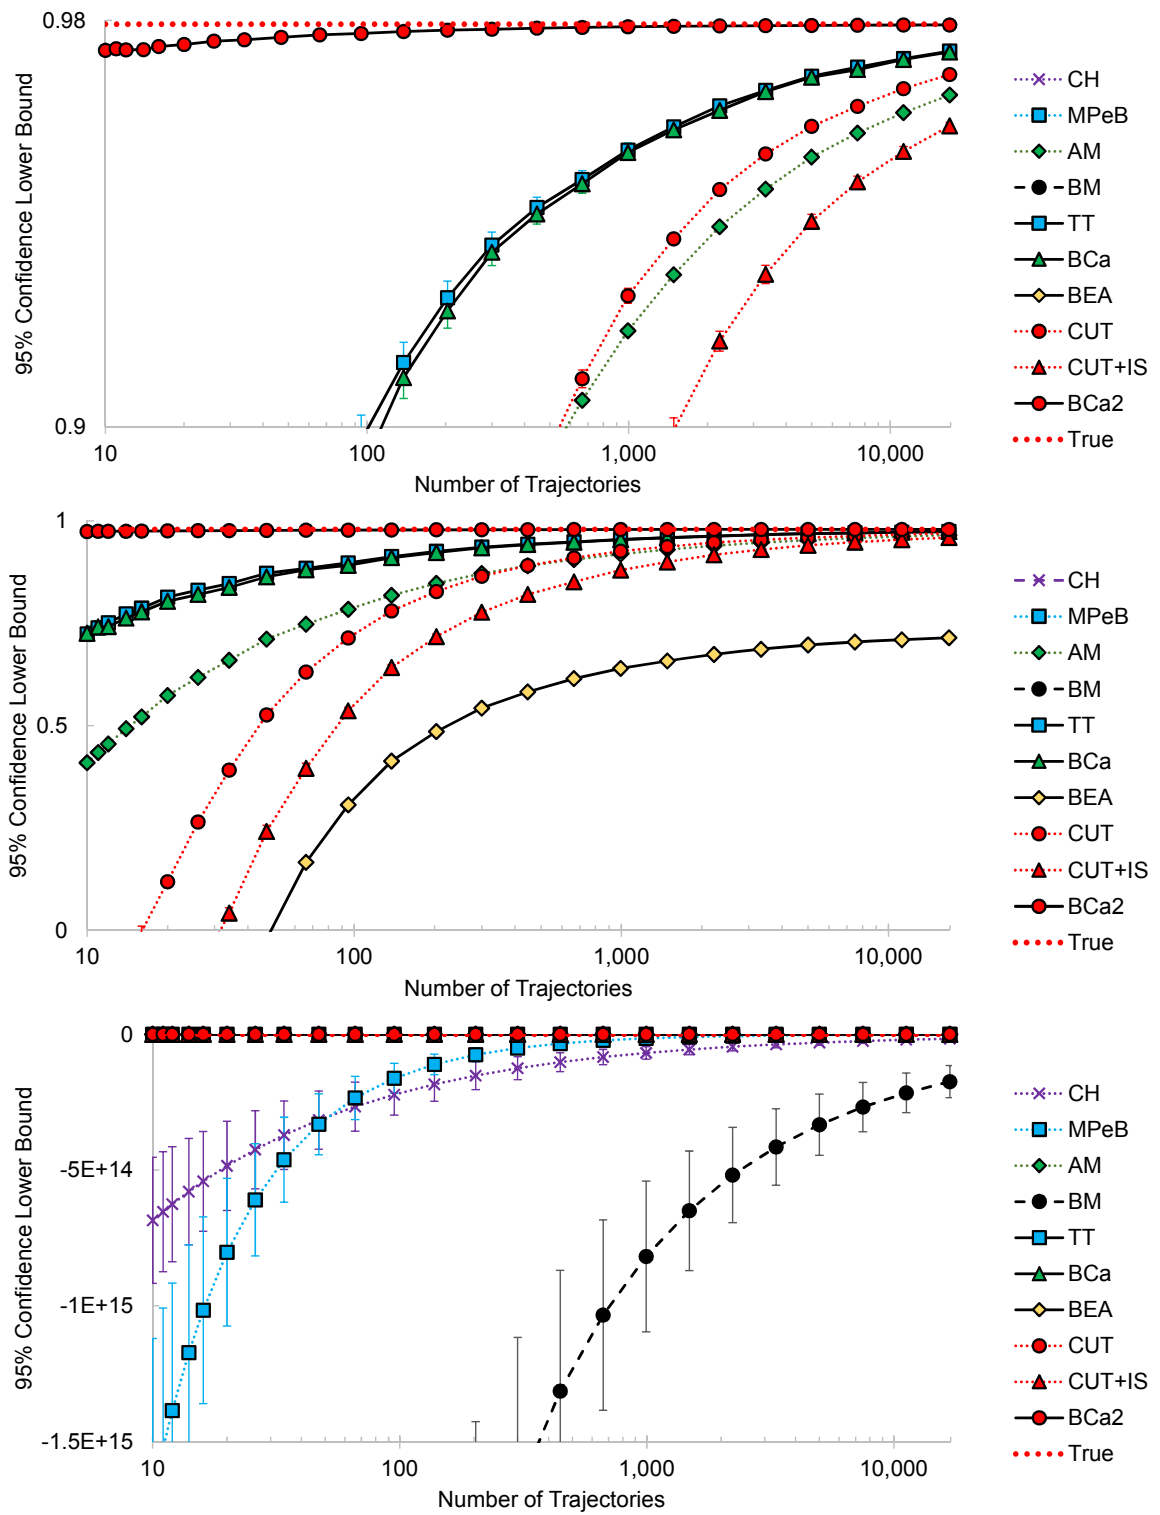 0.98
0.9
95% Confidence Lower Bound
10
100
1,000
10,000
Number of Trajectories
CH
MPeB
AM
BM
TT
BCa
BEA
CUT
CUT+IS
BCa2
True
1
0.5
0
95% Confidence Lower Bound
10
100
1,000
10,000
Number of Trajectories
CH
MPeB
AM
BM
TT
BCa
BEA
CUT
CUT+IS
BCa2
True
0
-5E+14
-1E+15
-1.5E+15
95% Confidence Lower Bound
10
100
1,000
10,000
Number of Trajectories
CH
MPeB
AM
BM
TT
BCa
BEA
CUT
CUT+IS
BCa2
True